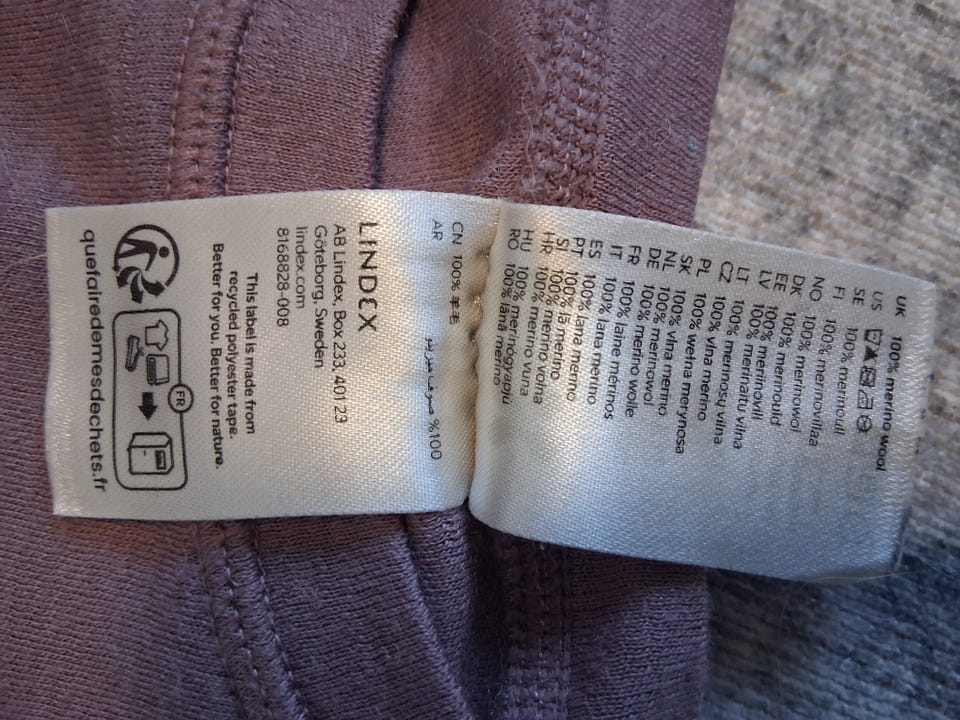 UK 100% merino wool
US
SE 100% merinoull
FI 100% merinovillaa
NO 100% merinoull
DK 100% merinould
EE 100% meriinovill
LV 100% merinaitu vilna
LT 100% merinosų vilna
CZ 100% vlna merino
PL 100% wełna merynosa
SK 100% vlna merino
NL 100% merinowol
DE 100% merino wolle
FR 100% laine mérinos
IT 100% lana merino
ES 100% lana merino
PT 100% lã merino
SI 100% merino volna
HR 100% merino vuna
HU 100% merinógyapjú
RO 100% lână merino
CN 100% 羊毛
AR 100% صوف ميرينو
LINDEX
AB Lindex, Box 233, 401 23
Göteborg, Sweden
lindex.com
8168828-008
This label is made from
recycled polyester tape.
Better for you. Better for nature.
FR
quefairedemesdechets.fr